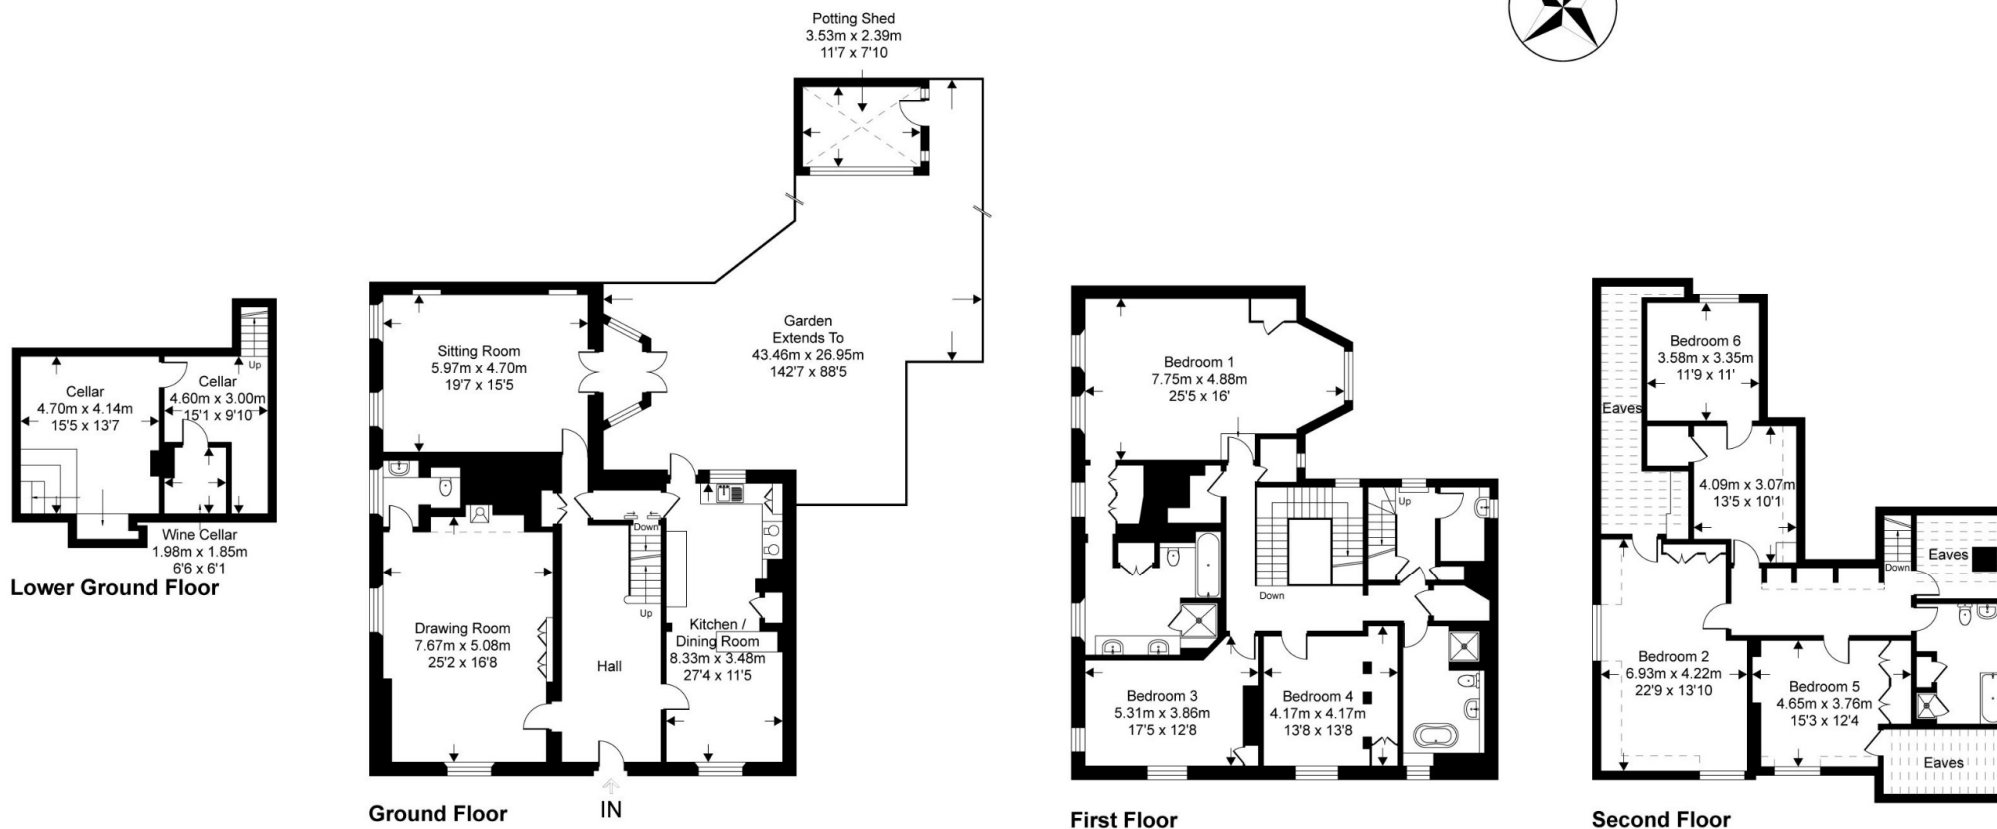 Potting Shed
3.53m x 2.39m
11'7 x 7'10
Cellar
4.70m x 4.14m
15'5 x 13'7
Cellar
4.60m x 3.00m
15'1 x 9'10
Up
Wine Cellar
1.98m x 1.85m
6'6 x 6'1
Lower Ground Floor
Sitting Room
5.97m x 4.70m
19'7 x 15'5
Garden
Extends To
43.46m x 26.95m
142'7 x 88'5
Down
Up
Drawing Room
7.67m x 5.08m
25'2 x 16'8
Hall
Kitchen /
Dining Room
8.33m x 3.48m
27'4 x 11'5
IN
Ground Floor
Bedroom 1
7.75m x 4.88m
25'5 x 16'
Up
Down
Bedroom 3
5.31m x 3.86m
17'5 x 12'8
Bedroom 4
4.17m x 4.17m
13'8 x 13'8
First Floor
Bedroom 6
3.58m x 3.35m
11'9 x 11'
Eaves
4.09m x 3.07m
13'5 x 10'1
Down
Eaves
Bedroom 2
6.93m x 4.22m
22'9 x 13'10
Bedroom 5
4.65m x 3.76m
15'3 x 12'4
Eaves
Second Floor